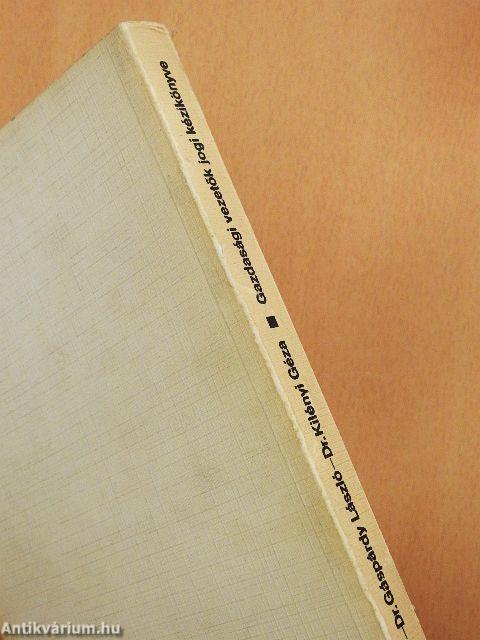 Dr. Gáspárdy László—Dr. Kilényi Géza ■ Gazdasági vezetők jogi kézikönyve
Antikvárium.hu